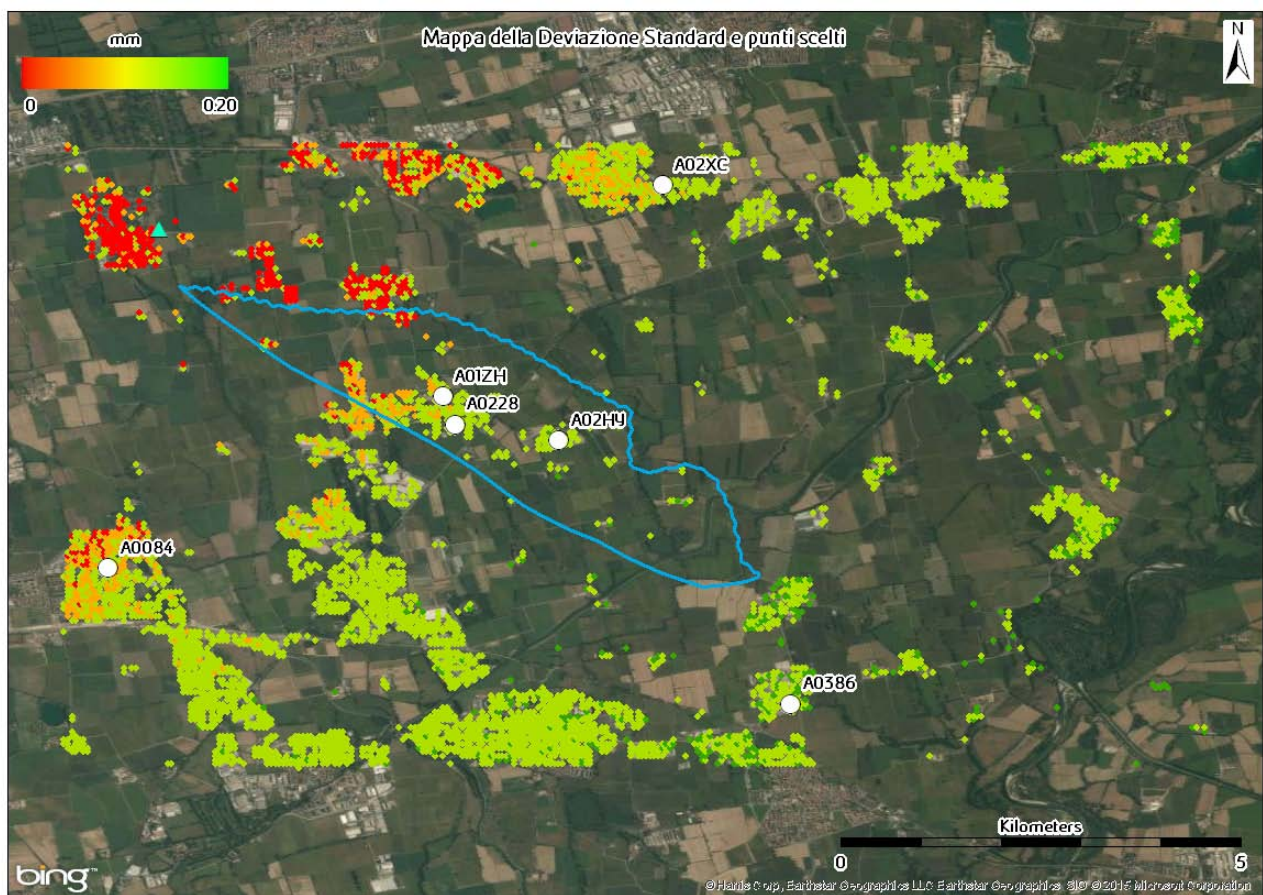 Mappa della Deviazione Standard e punti scelti
N
mm
0
0.20
A02XC
A01ZH
A0228
A02HY
A0084
A0386
Kilometers
0
5
bing™
© Harris Corp, Earthstar Geographics LLC Earthstar Geographics SIO © 2015 Microsoft Corporation